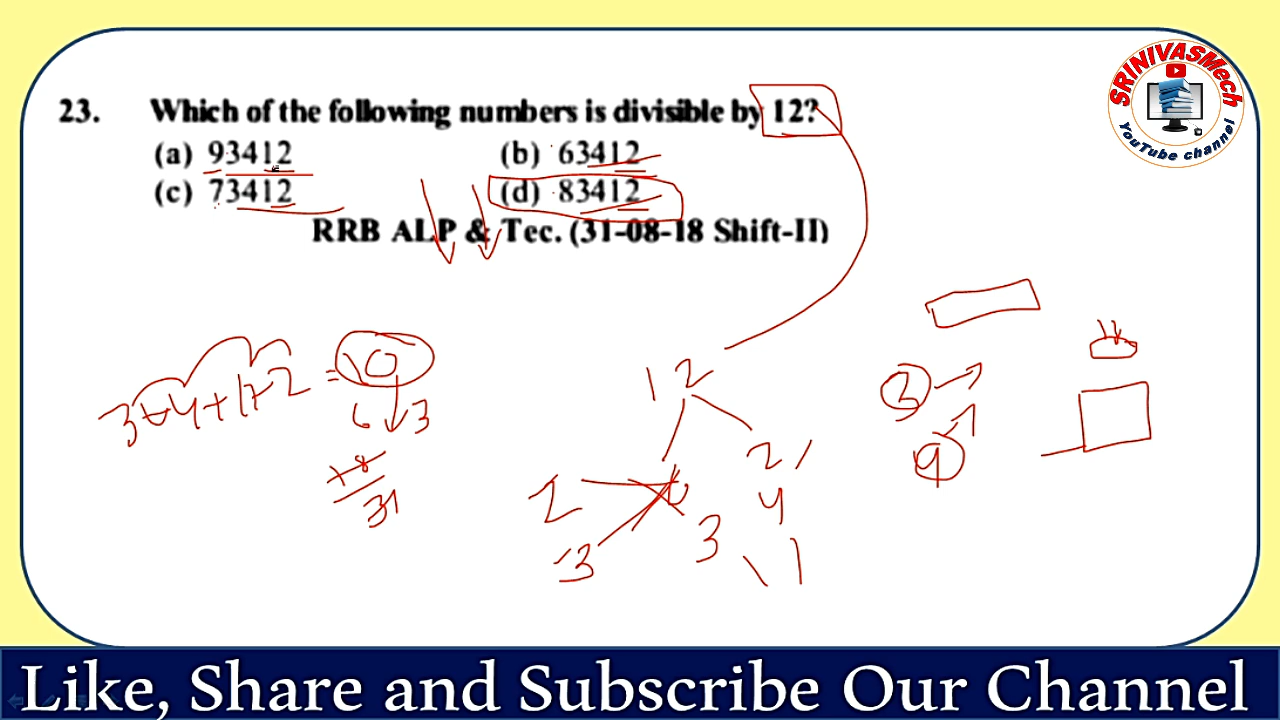 SRINIVASMech
YouTube channel
23. Which of the following numbers is divisible by 12?
(a) 93412 (b) 63412
(c) 73412 (d) 83412
RRB ALP & Tec. (31-08-18 Shift-II)
3+4+1+2 = 10
12
3
2
6 3
9
2
4
3
3
Like, Share and Subscribe Our Channel